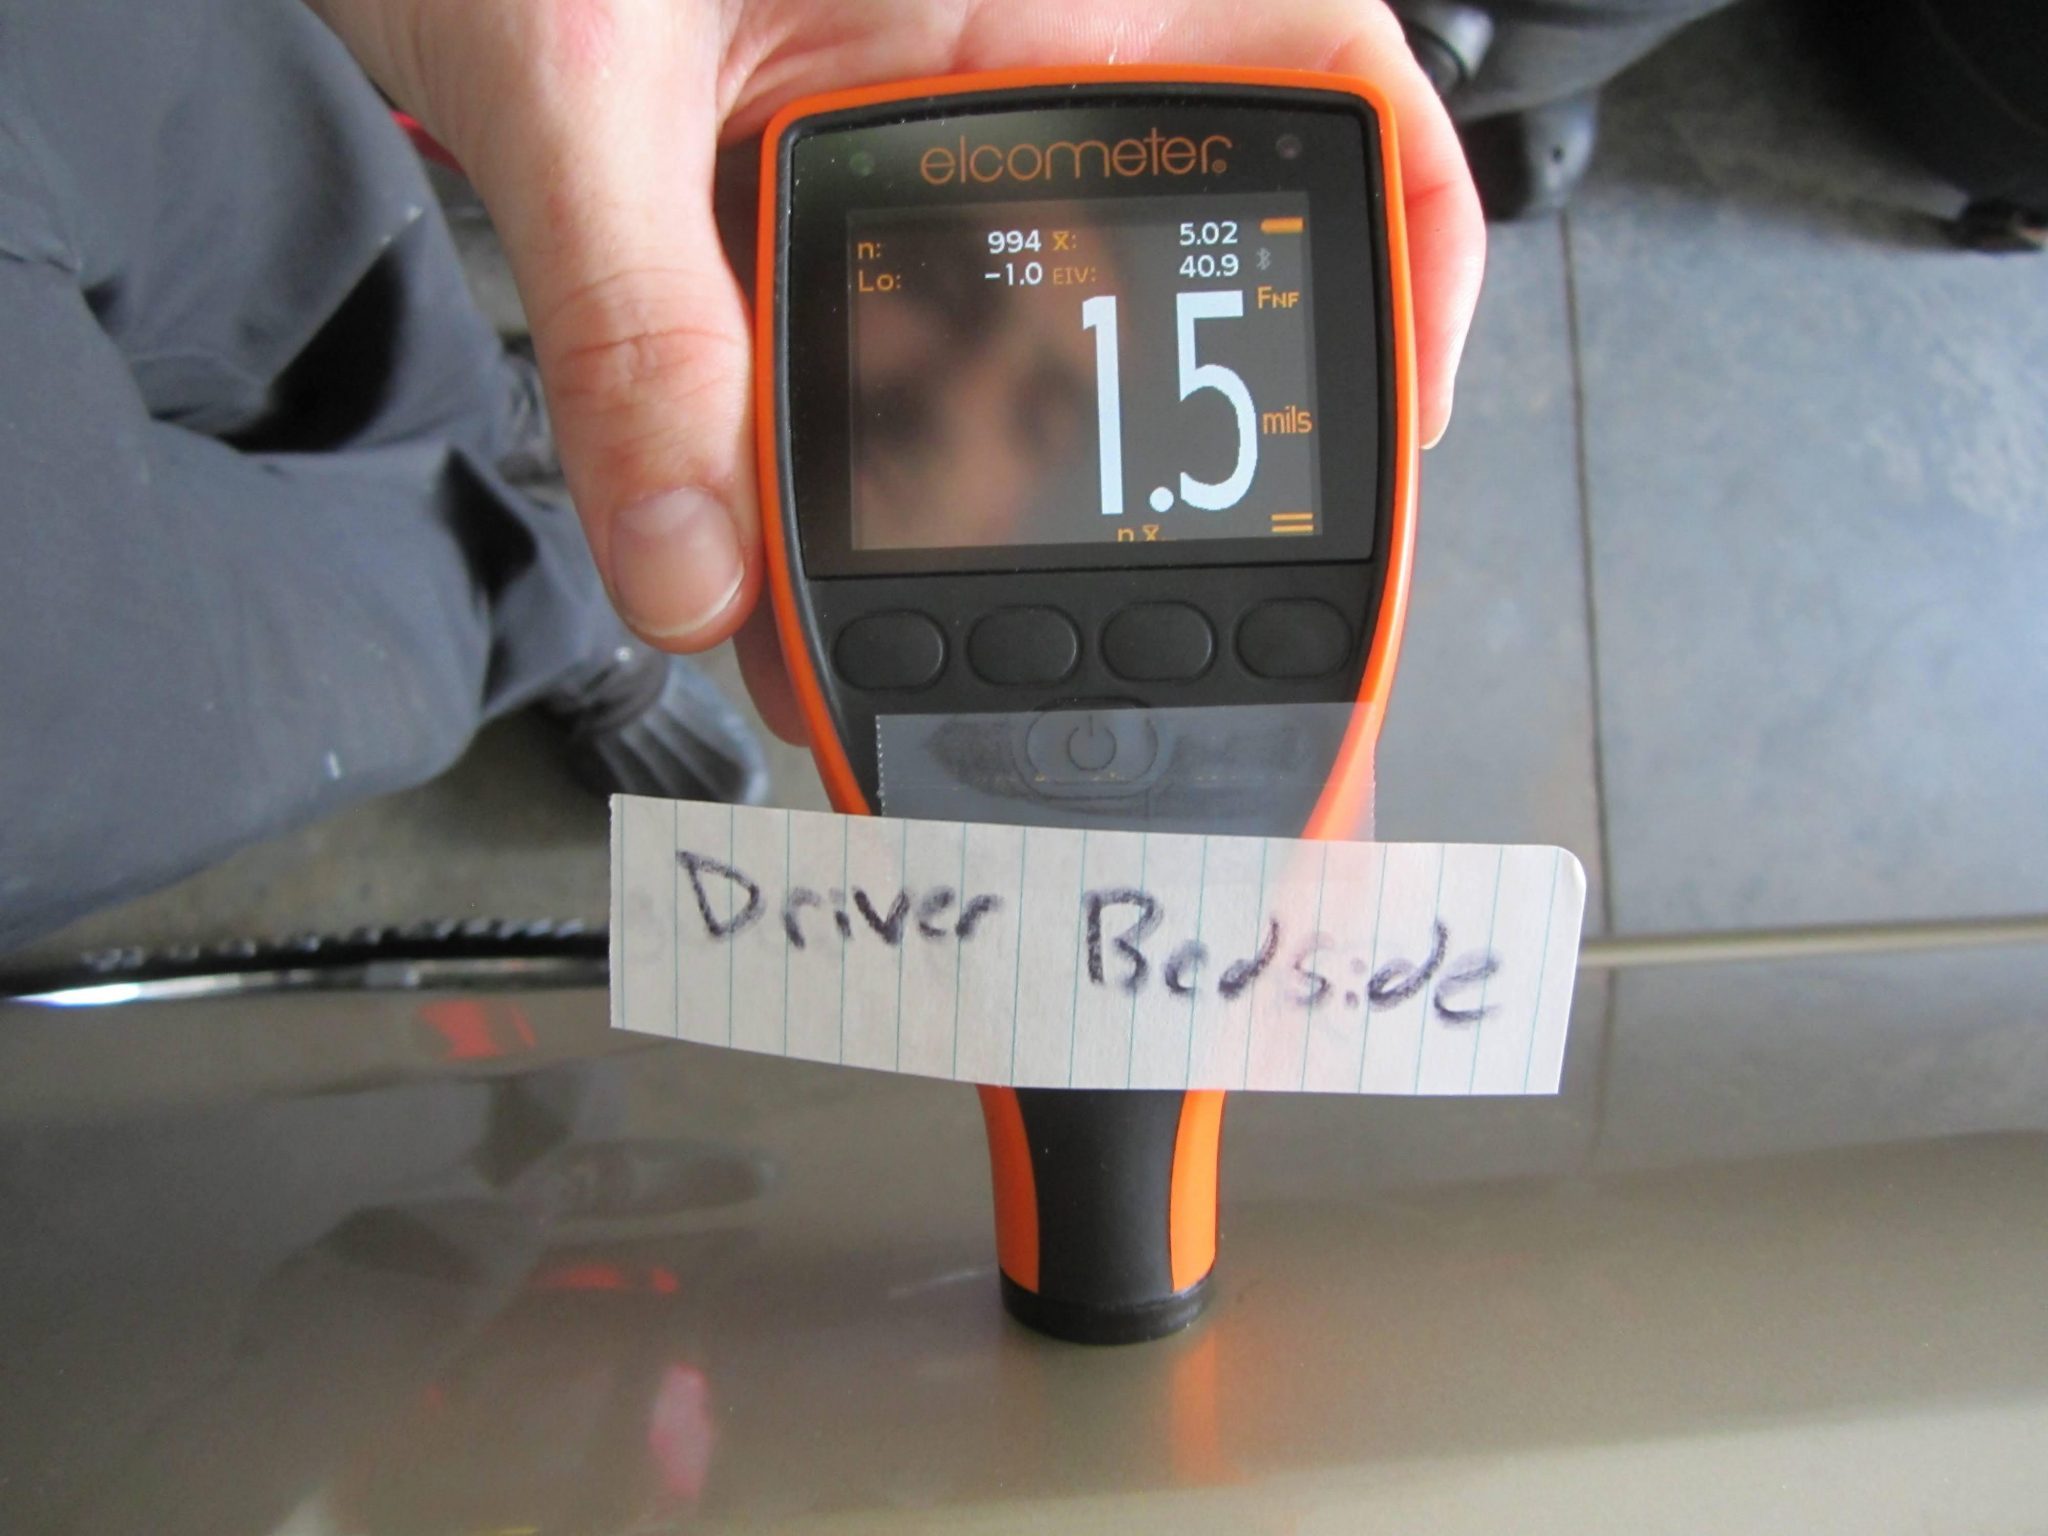 elcometer
n: 994 x̅: 5.02
Lo: -1.0 EIV: 40.9
FNF
1.5 mils
n.x̅..
Driver Bedside